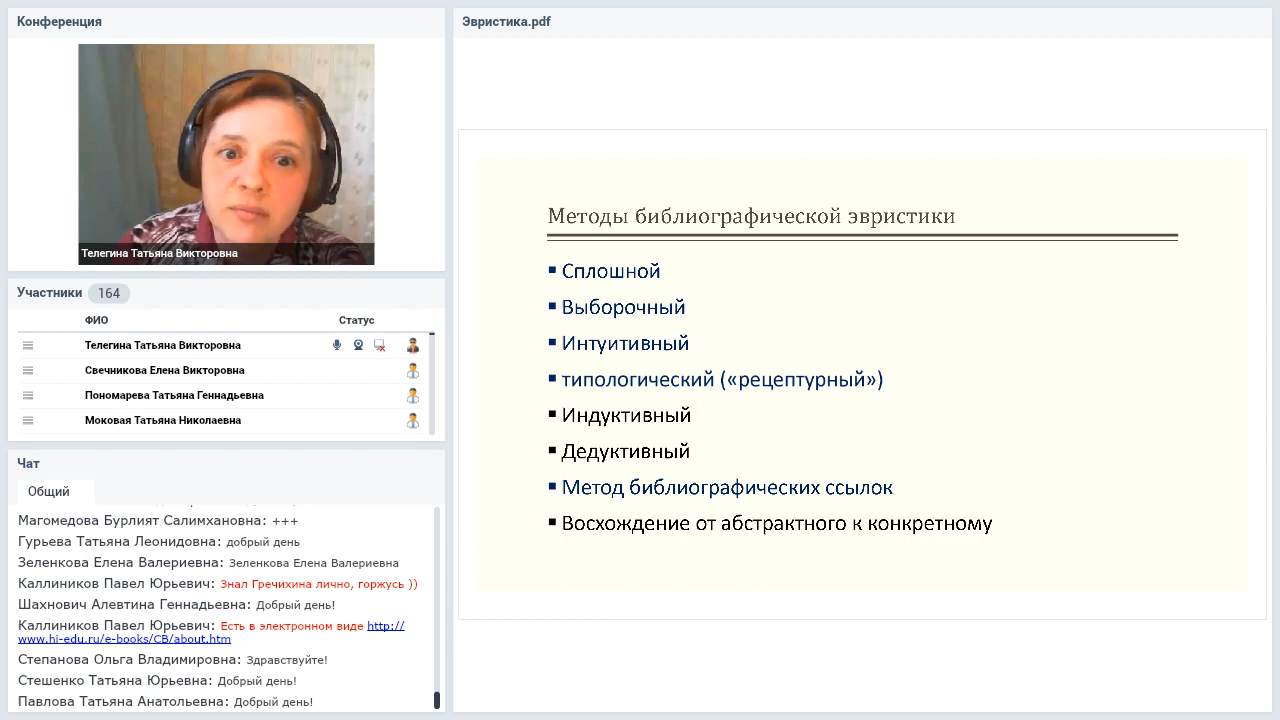 Конференция
Телегина Татьяна Викторовна
Участники 164
ФИО Статус
Телегина Татьяна Викторовна
Свечникова Елена Викторовна
Пономарева Татьяна Геннадьевна
Моковая Татьяна Николаевна
Чат
Общий
Магомедова Бурлият Салимхановна: +++
Гурьева Татьяна Леонидовна: добрый день
Зеленкова Елена Валериевна: Зеленкова Елена Валериевна
Каллиников Павел Юрьевич: Знал Гречихина лично, горжусь ))
Шахнович Алевтина Геннадьевна: Добрый день!
Каллиников Павел Юрьевич: Есть в электронном виде http://
www.hi-edu.ru/e-books/CB/about.htm
Степанова Ольга Владимировна: Здравствуйте!
Стешенко Татьяна Юрьевна: Добрый день!
Павлова Татьяна Анатольевна: Добрый день!
Эвристика.pdf
Методы библиографической эвристики
Сплошной
Выборочный
Интуитивный
типологический («рецептурный»)
Индуктивный
Дедуктивный
Метод библиографических ссылок
Восхождение от абстрактного к конкретному